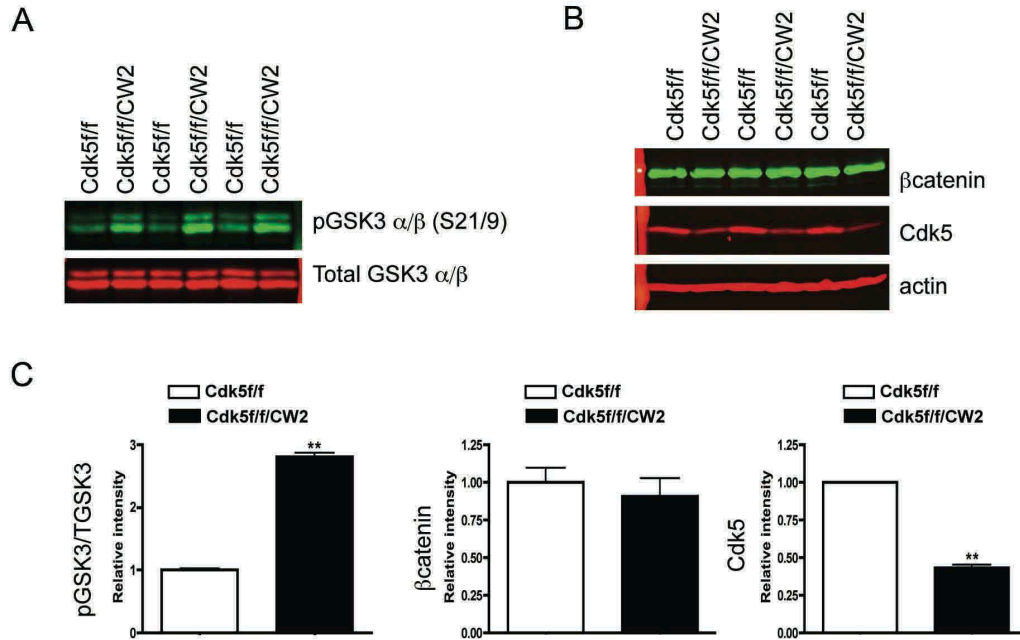 A
Cdk5f/f
Cdk5f/f/CW2
Cdk5f/f
Cdk5f/f/CW2
Cdk5f/f
Cdk5f/f/CW2
pGSK3 α/β (S21/9)
Total GSK3 α/β
B
Cdk5f/f
Cdk5f/f/CW2
Cdk5f/f
Cdk5f/f/CW2
Cdk5f/f
Cdk5f/f/CW2
βcatenin
Cdk5
actin
C
Cdk5f/f
Cdk5f/f/CW2
pGSK3/TGSK3
Relative intensity
3
2
1
0
**
Cdk5f/f
Cdk5f/f/CW2
βcatenin
Relative intensity
1.25
1.00
0.75
0.50
0.25
0.00
Cdk5f/f
Cdk5f/f/CW2
Cdk5
Relative intensity
1.25
1.00
0.75
0.50
0.25
0.00
**